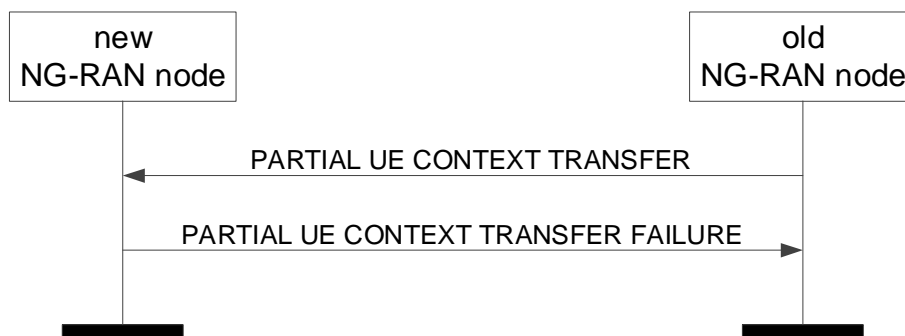 new
NG-RAN node
old
NG-RAN node
PARTIAL UE CONTEXT TRANSFER
PARTIAL UE CONTEXT TRANSFER FAILURE